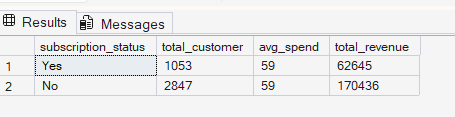 Results Messages
subscription_status total_customer avg_spend total_revenue
1 Yes 1053 59 62645
2 No 2847 59 170436